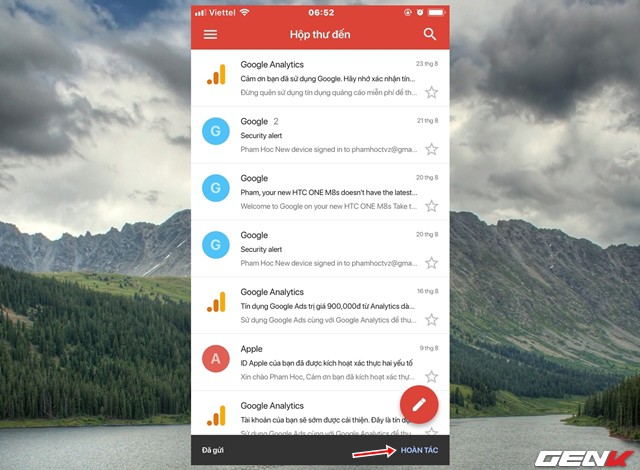 Viettel 06:52
Hộp thư đến
Google Analytics 23 thg 8
Cảm ơn bạn đã sử dụng Google. Hãy nhớ xác nhận tín...
Đừng quên sử dụng tín dụng quảng cáo miễn phí để th...
G Google 2 21 thg 8
Security alert
Pham Hoc New device signed in to phamhoctvz@gma...
G Google 20 thg 8
Pham, your new HTC ONE M8s doesn't have the latest...
Welcome to Google on your new HTC ONE M8s Take t...
G Google 20 thg 8
Security alert
Pham Hoc New device signed in to phamhoctvz@gma...
Google Analytics 16 thg 8
Tín dụng Google Ads trị giá 900,000đ từ Analytics dà...
Sử dụng Google Ads cùng với Google Analytics để thu...
A Apple 9 thg 8
ID Apple của bạn đã được kích hoạt xác thực hai yếu tố
Xin chào Pham Hoc, Cảm ơn bạn đã kích hoạt xác thực...
Google Analytics
Tài khoản của bạn sẽ sớm được cải thiện. Đây là tín dụ...
Sử dụng Google Ads cùng với Google Analytics để thu...
Đã gửi HOÀN TÁC
GENK